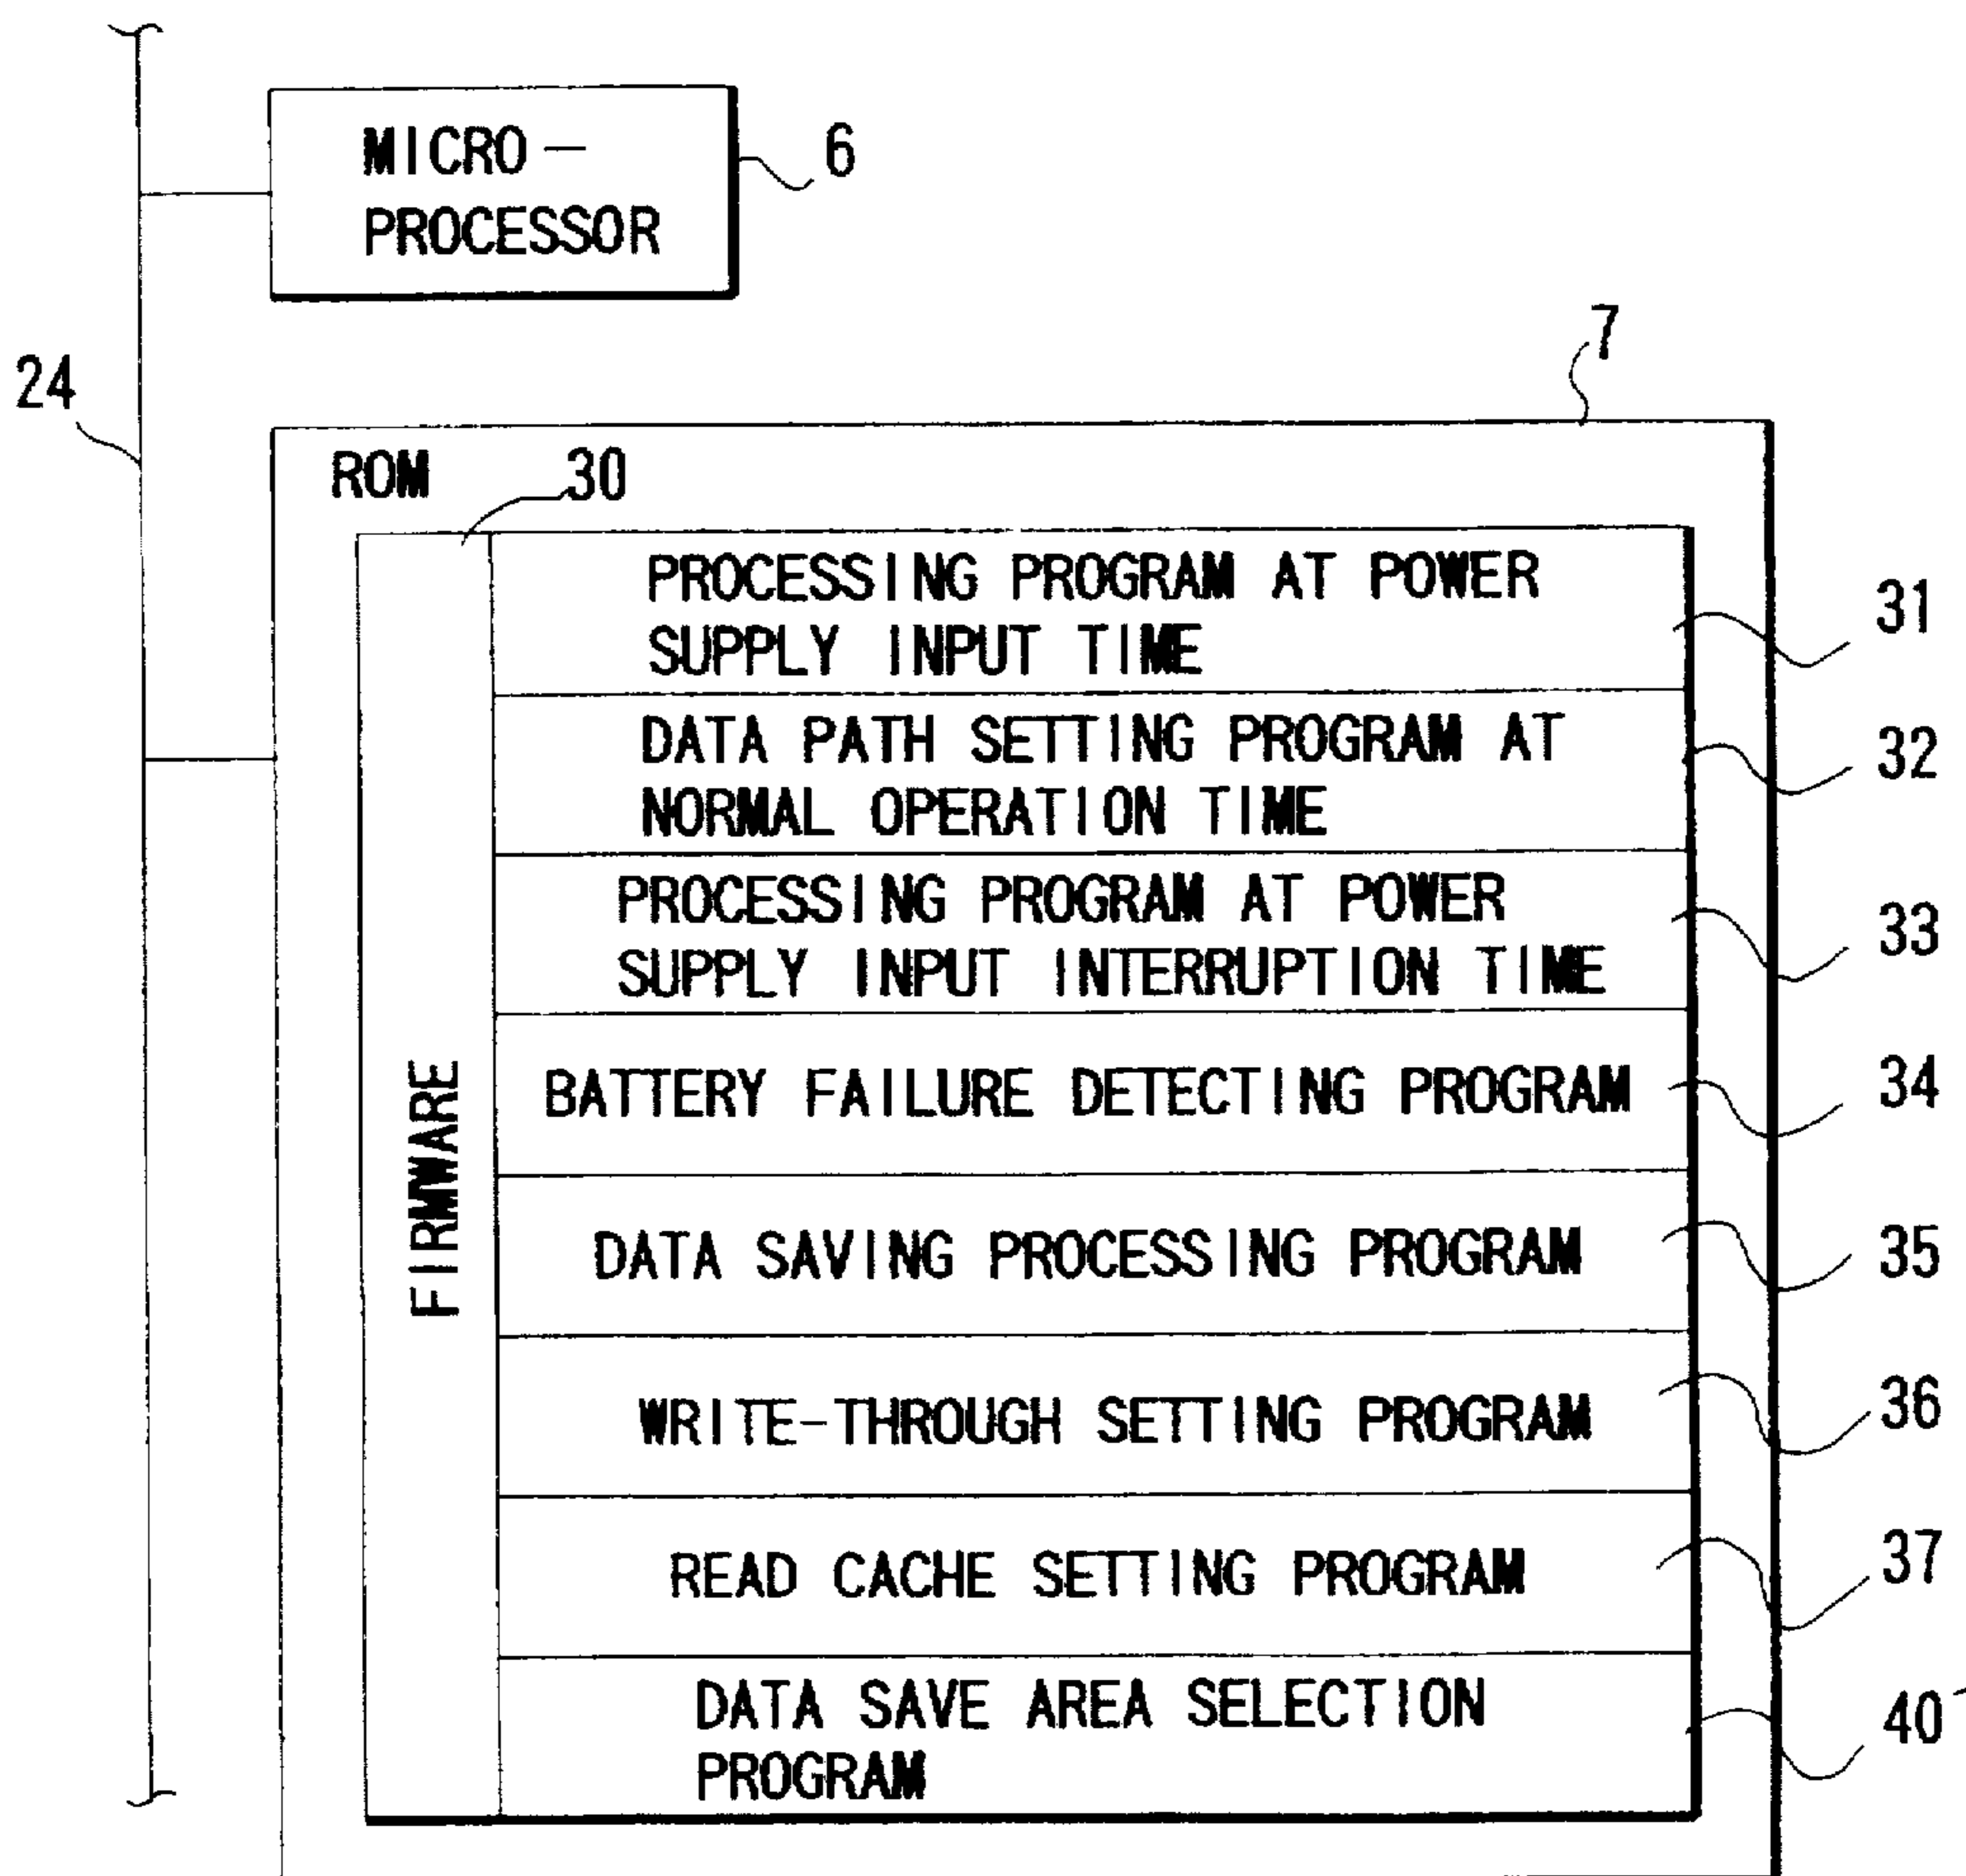 MICRO-
PROCESSOR
6
24
7
ROM
30
PROCESSING PROGRAM AT POWER
SUPPLY INPUT TIME
31
DATA PATH SETTING PROGRAM AT
NORMAL OPERATION TIME
32
PROCESSING PROGRAM AT POWER
SUPPLY INPUT INTERRUPTION TIME
33
FIRMWARE
BATTERY FAILURE DETECTING PROGRAM
34
DATA SAVING PROCESSING PROGRAM
35
WRITE-THROUGH SETTING PROGRAM
36
READ CACHE SETTING PROGRAM
37
DATA SAVE AREA SELECTION
PROGRAM
40